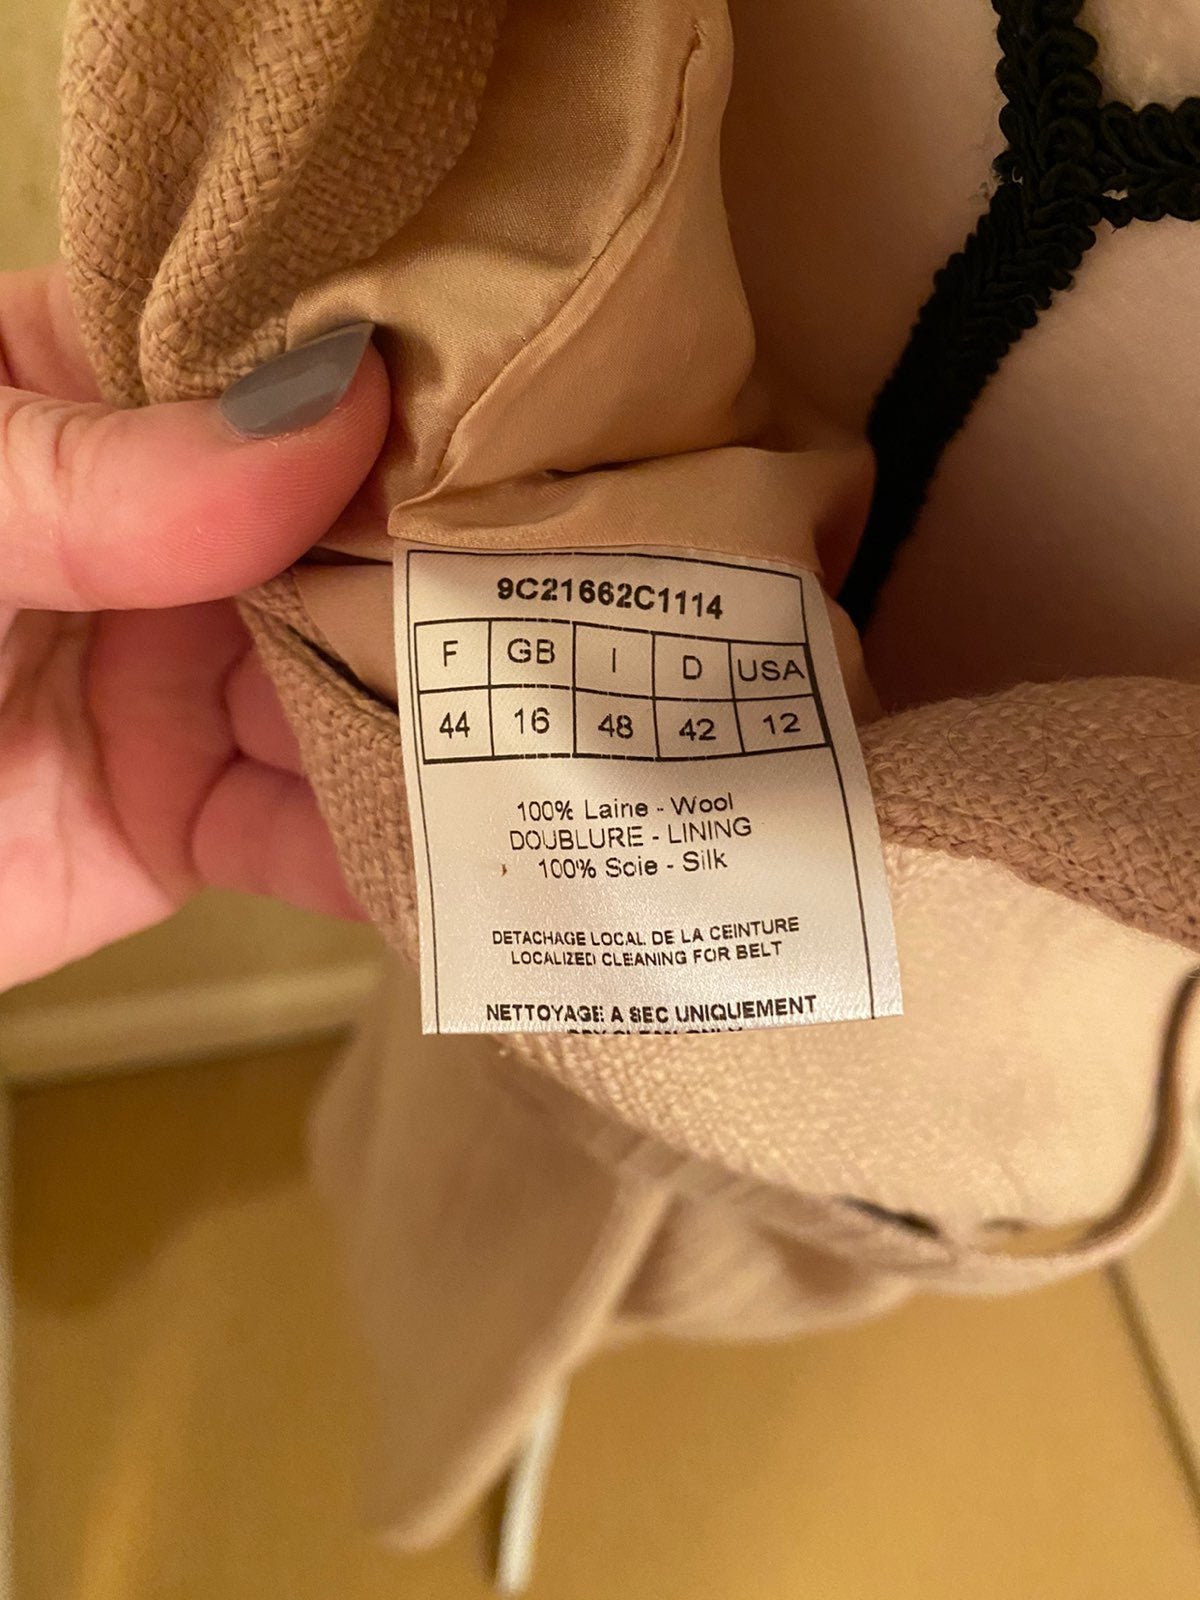 9C21662C1114
F GB I D USA
44 16 48 42 12
100% Laine - Wool
DOUBLURE - LINING
100% Soie - Silk
DETACHAGE LOCAL DE LA CEINTURE
LOCALIZED CLEANING FOR BELT
NETTOYAGE A SEC UNIQUEMENT